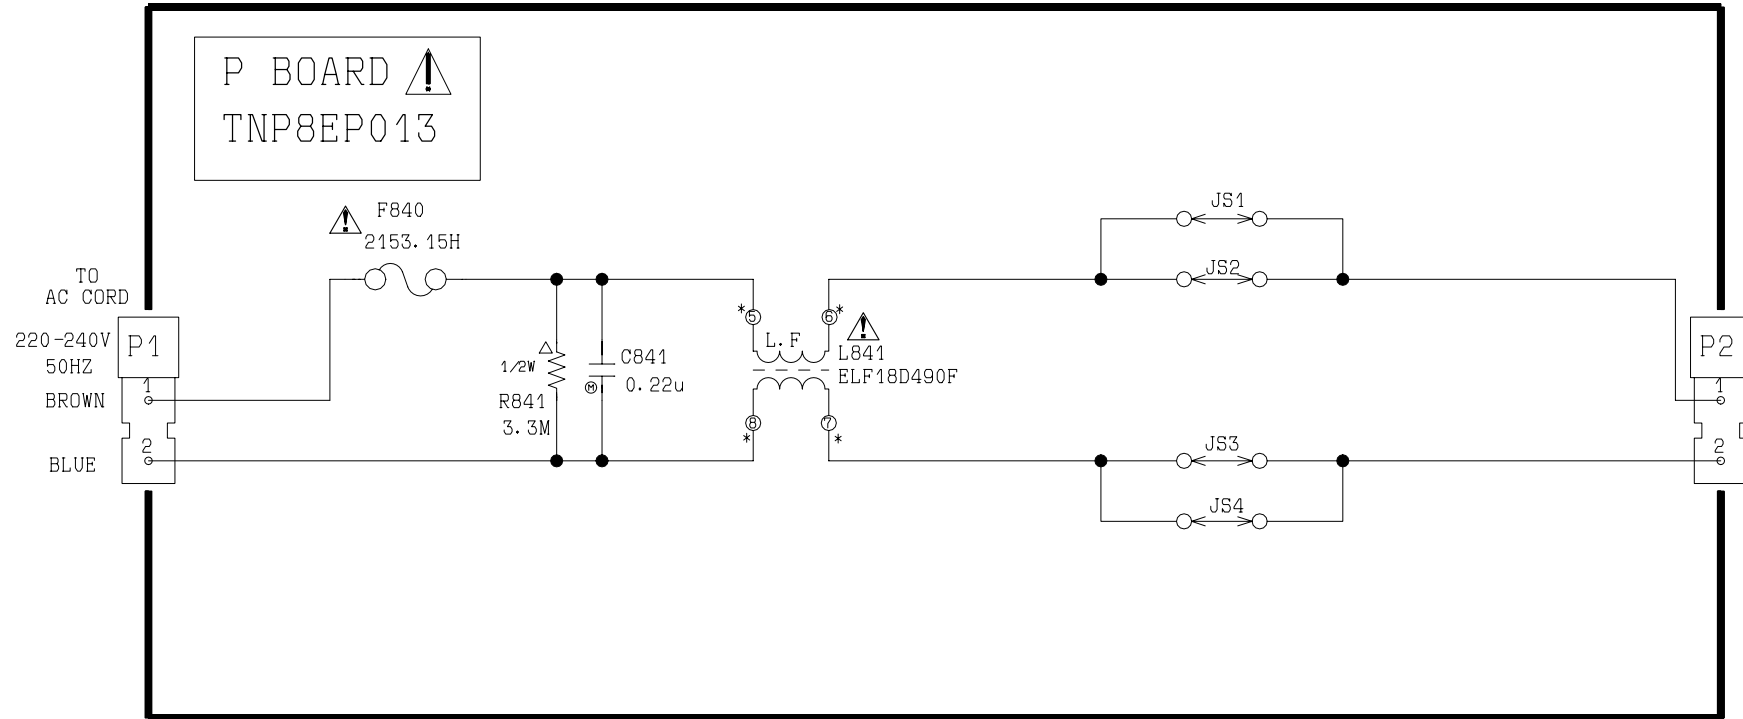 P BOARD
TNP8EP013
F840
2153.15H
TO
AC CORD
220-240V
50HZ
BROWN
BLUE
P1
1
2
1/2W
R841
3.3M
C841
0.22u
M
*5
6*
L.F
L841
ELF18D490F
8
*
7
*
JS1
JS2
JS3
JS4
P2
1
2